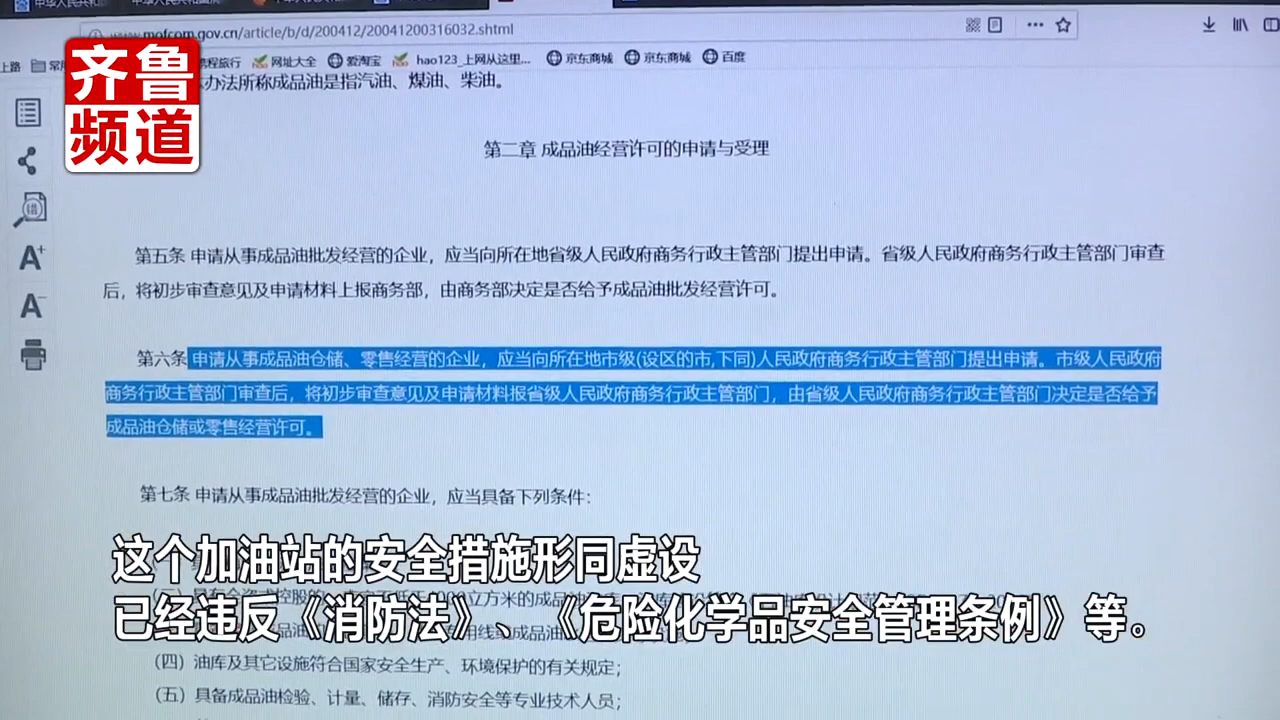 mofcom.gov.cn/article/b/d/200412/20041200316032.shtml
上路 携程旅行 网址大全 爱淘宝 hao123_上网从这里... 京东商城 京东商城 百度
齐鲁
频道
办法所称成品油是指汽油、煤油、柴油。
第二章 成品油经营许可的申请与受理
第五条 申请从事成品油批发经营的企业，应当向所在地省级人民政府商务行政主管部门提出申请。省级人民政府商务行政主管部门审查
后，将初步审查意见及申请材料上报商务部，由商务部决定是否给予成品油批发经营许可。
第六条 申请从事成品油仓储、零售经营的企业，应当向所在地市级(设区的市,下同)人民政府商务行政主管部门提出申请。市级人民政府
商务行政主管部门审查后，将初步审查意见及申请材料报省级人民政府商务行政主管部门，由省级人民政府商务行政主管部门决定是否给予
成品油仓储或零售经营许可。
第七条 申请从事成品油批发经营的企业，应当具备下列条件：
这个加油站的安全措施形同虚设
已经违反《消防法》、《危险化学品安全管理条例》等。
（四）油库及其它设施符合国家安全生产、环境保护的有关规定；
（五）具备成品油检验、计量、储存、消防安全等专业技术人员；